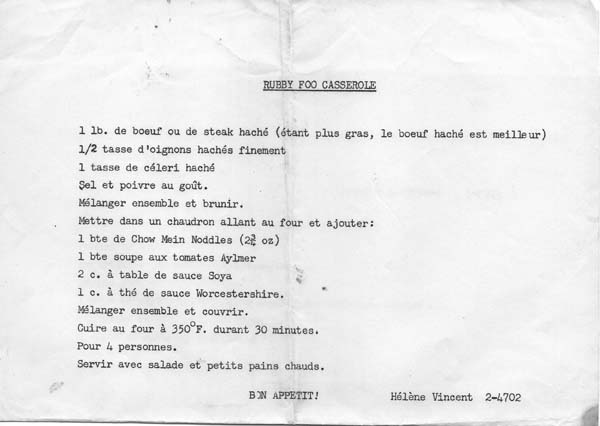 RUBBY FOO CASSEROLE
1 lb. de boeuf ou de steak haché (étant plus gras, le boeuf haché est meilleur)
1/2 tasse d'oignons hachés finement
1 tasse de céleri haché
Sel et poivre au goût.
Mélanger ensemble et brunir.
Mettre dans un chaudron allant au four et ajouter:
1 bte de Chow Mein Noddles (2¾ oz)
1 bte soupe aux tomates Aylmer
2 c. à table de sauce Soya
1 c. à thé de sauce Worcestershire.
Mélanger ensemble et couvrir.
Cuire au four à 350°F. durant 30 minutes.
Pour 4 personnes.
Servir avec salade et petits pains chauds.
BON APPETIT! Hélène Vincent 2-4702